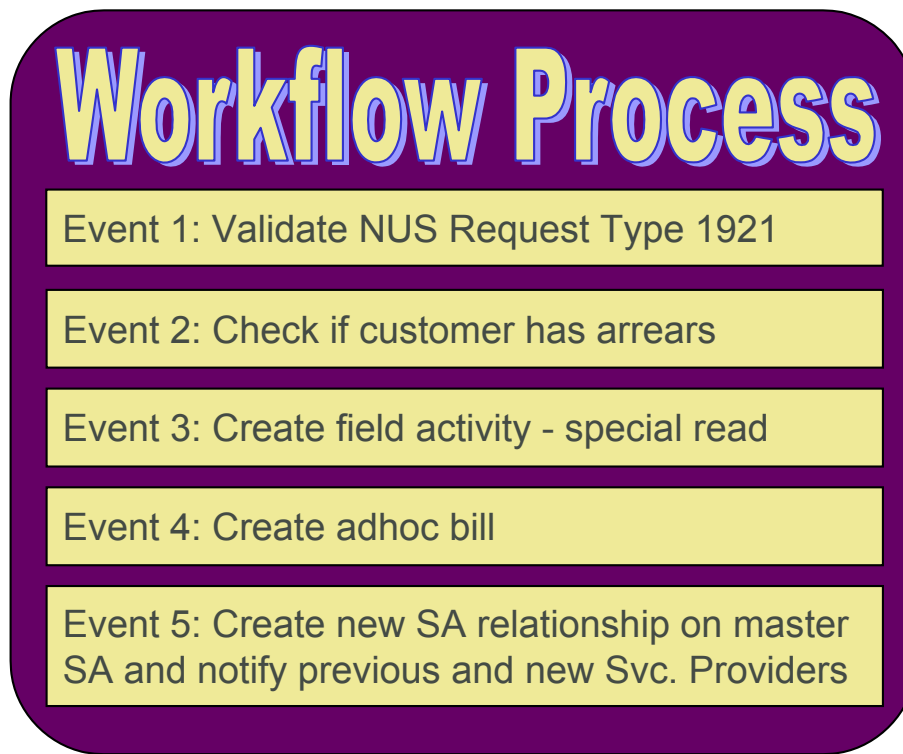 Workflow Process
Event 1: Validate NUS Request Type 1921
Event 2: Check if customer has arrears
Event 3: Create field activity - special read
Event 4: Create adhoc bill
Event 5: Create new SA relationship on master
SA and notify previous and new Svc. Providers